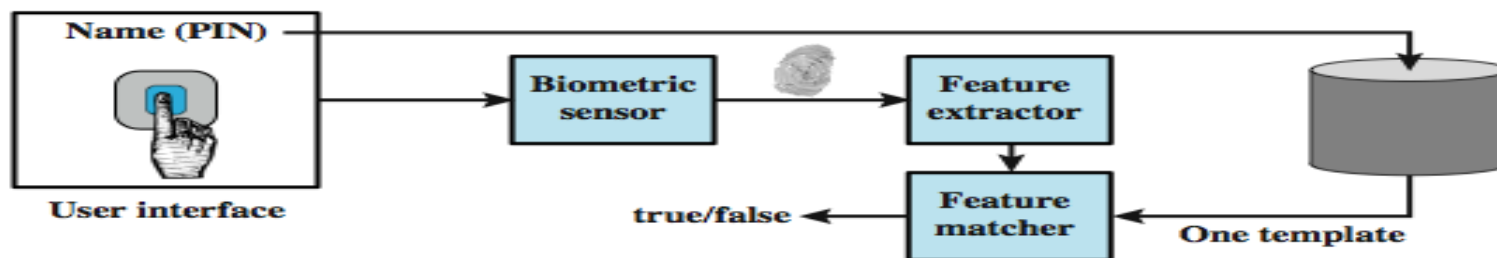 Name (PIN)
Biometric
sensor
Feature
extractor
User interface
true/false
Feature
matcher
One template